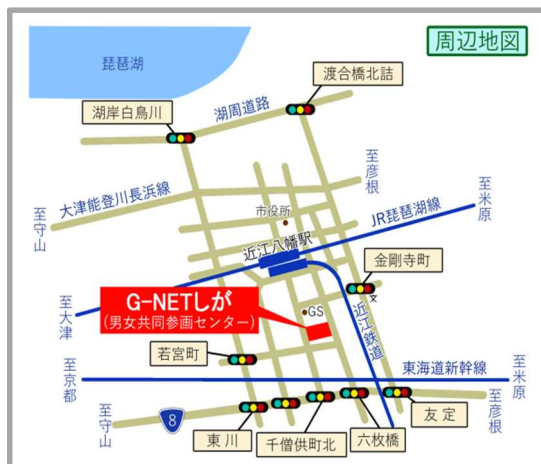 周辺地図
琵琶湖
渡合橋北詰
湖岸白鳥川
湖周道路
至彦根
至米原
大津能登川長浜線
至守山
市役所
JR琵琶湖線
近江八幡駅
金剛寺町
文
G-NETしが
(男女共同参画センター)
GS
近江鉄道
至大津
若宮町
東海道新幹線
至京都
至米原
至守山
8
東川
千僧供町北
六枚橋
友定
至彦根